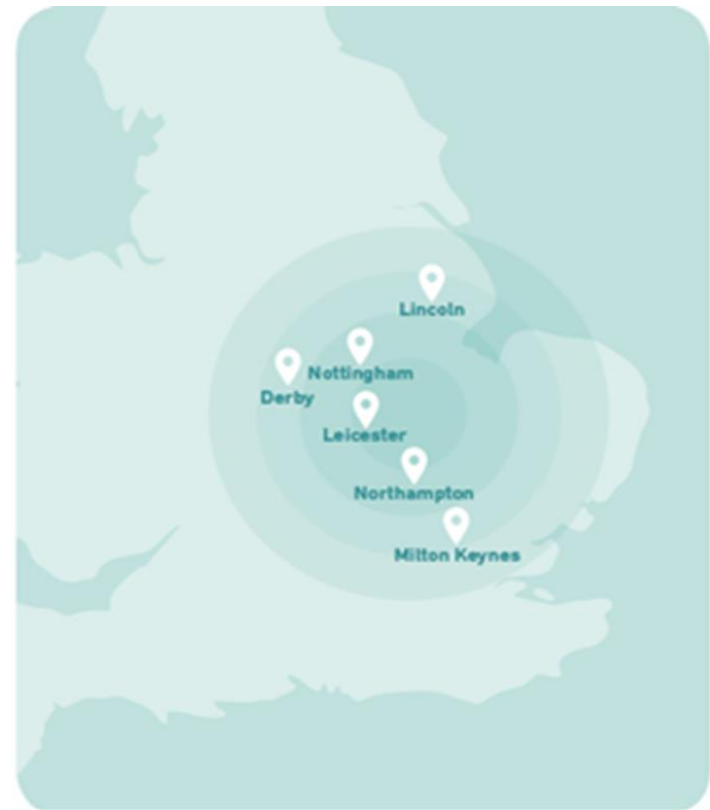 Lincoln
Nottingham
Derby
Leicester
Northampton
Milton Keynes